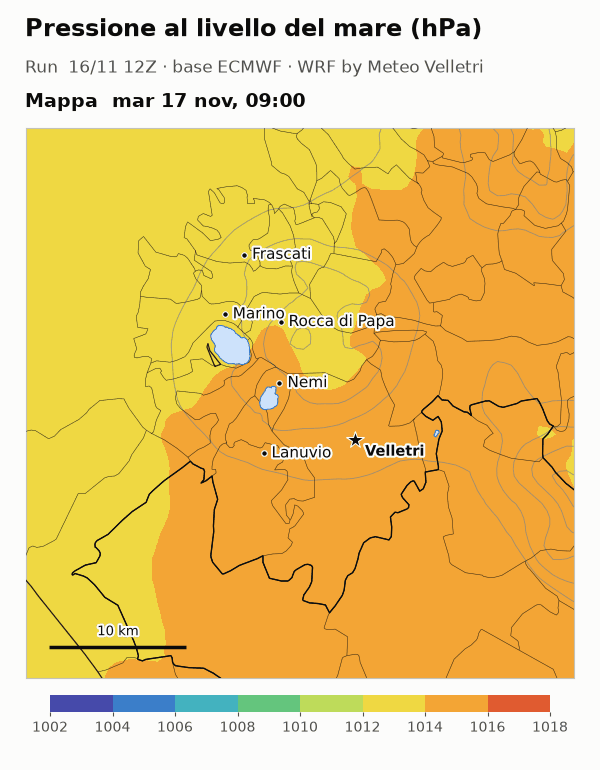 Pressione al livello del mare (hPa)
Run  16/11 12Z · base ECMWF · WRF by Meteo Velletri
Mappa  mar 17 nov, 09:00
Frascati
Marino
Rocca di Papa
Nemi
Velletri
Lanuvio
10 km
1002 1004 1006 1008 1010 1012 1014 1016 1018